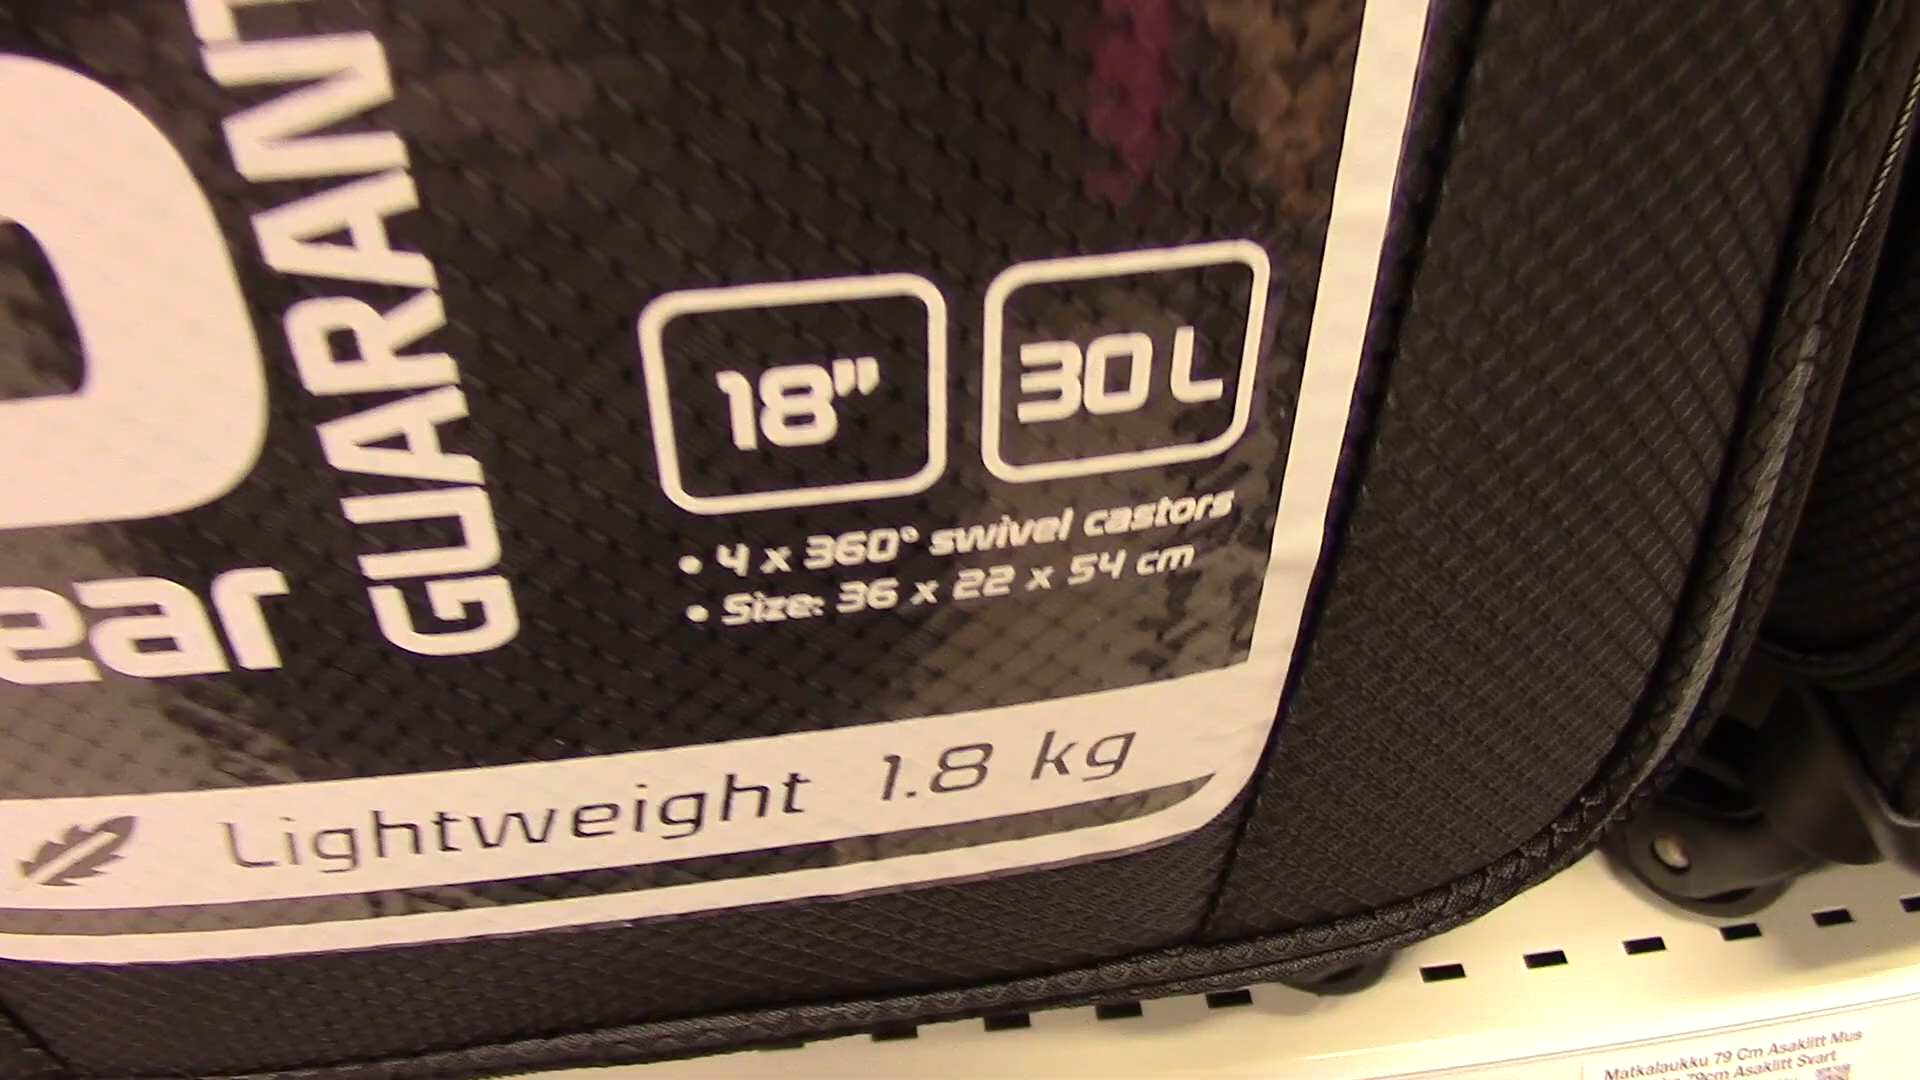 ear
GUARANT
18”
30 L
• 4 x 360° swivel castors
• Size: 36 x 22 x 54 cm
Lightweight 1.8 kg
Matkalaukku 79 Cm Asaklitt Mus
79cm Asaklitt Svart